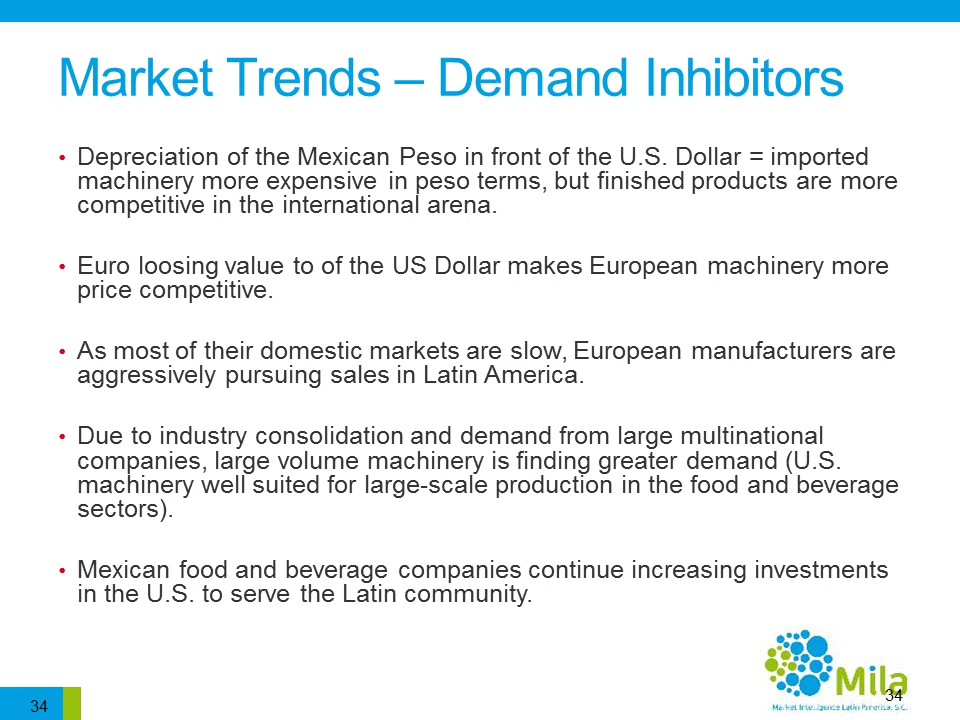 Market Trends – Demand Inhibitors
• Depreciation of the Mexican Peso in front of the U.S. Dollar = imported
machinery more expensive in peso terms, but finished products are more
competitive in the international arena.
• Euro loosing value to of the US Dollar makes European machinery more
price competitive.
• As most of their domestic markets are slow, European manufacturers are
aggressively pursuing sales in Latin America.
• Due to industry consolidation and demand from large multinational
companies, large volume machinery is finding greater demand (U.S.
machinery well suited for large-scale production in the food and beverage
sectors).
• Mexican food and beverage companies continue increasing investments
in the U.S. to serve the Latin community.
Mila
34
Market Intelligence Latin America, S.C.
34